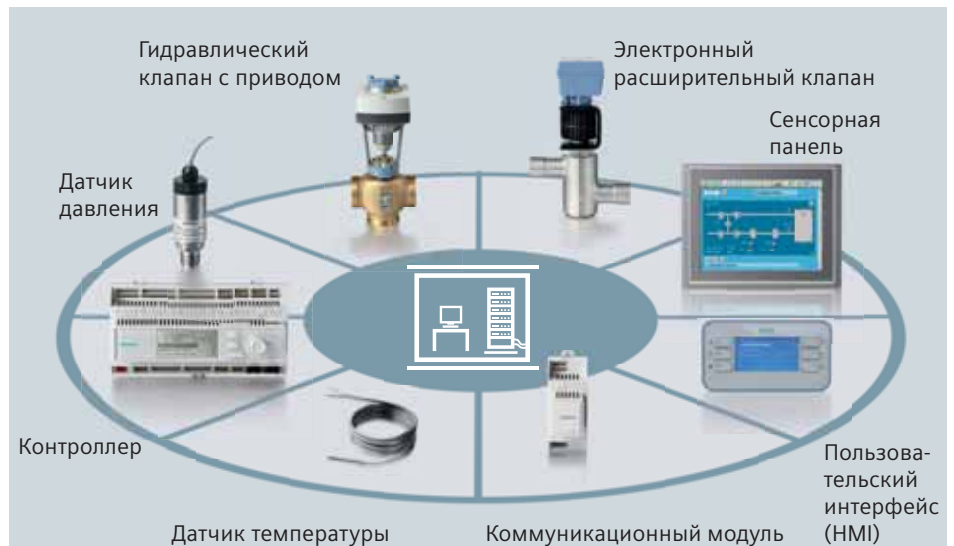 Гидравлический
клапан с приводом
Электронный
расширительный клапан
Сенсорная
панель
Датчик
давления
Контроллер
Датчик температуры
Коммуникационный модуль
Пользова-
тельский
интерфейс
(HMI)